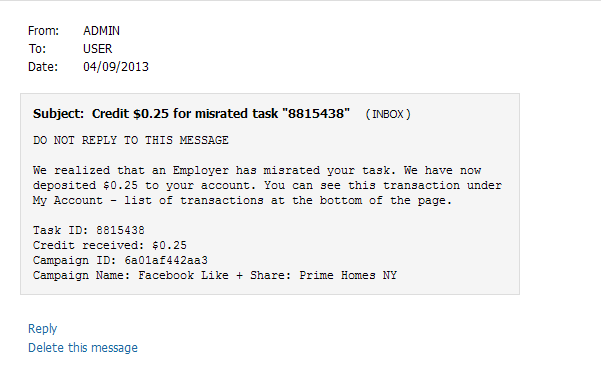 From: ADMIN
To: USER
Date: 04/09/2013
Subject: Credit $0.25 for misrated task "8815438" (INBOX)
DO NOT REPLY TO THIS MESSAGE
We realized that an Employer has misrated your task. We have now
deposited $0.25 to your account. You can see this transaction under
My Account - list of transactions at the bottom of the page.
Task ID: 8815438
Credit received: $0.25
Campaign ID: 6a01af442aa3
Campaign Name: Facebook Like + Share: Prime Homes NY
Reply
Delete this message